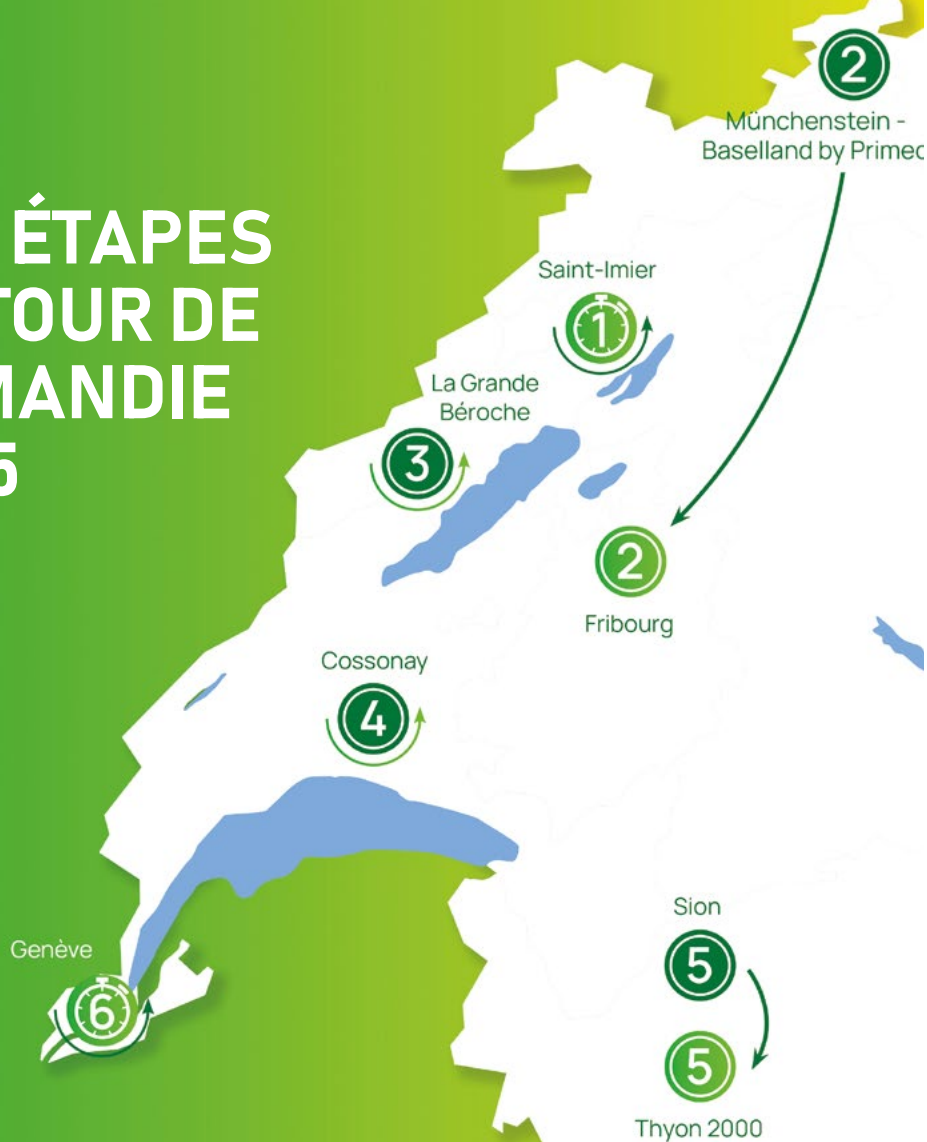 ÉTAPES
TOUR DE
MANDIE
5
2
Münchenstein -
Baselland by Primeo
Saint-Imier
1
La Grande
Béroche
3
2
Fribourg
Cossonay
4
Genève
6
Sion
5
5
Thyon 2000